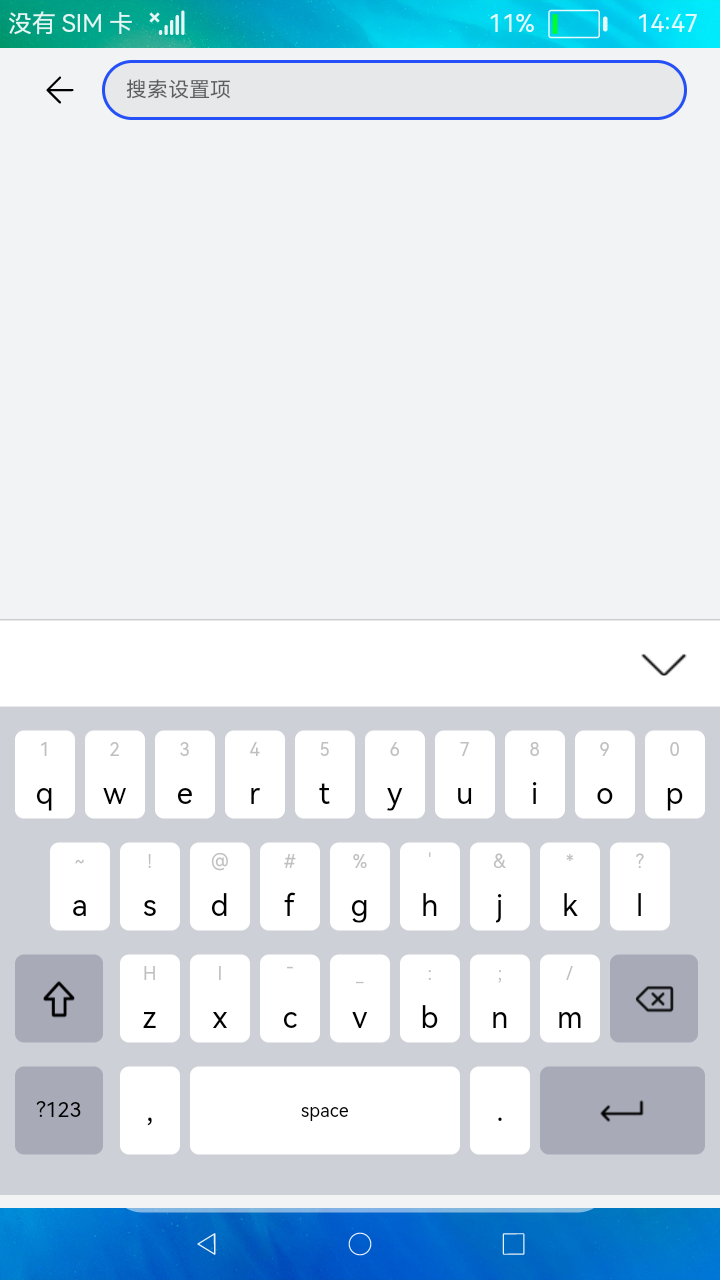 没有 SIM 卡 11% 14:47
搜索设置项
1 2 3 4 5 6 7 8 9 0
q w e r t y u i o p
~ ! @ # % ' & * ?
a s d f g h j k l
H I - _ : ; /
z x c v b n m
?123 , space .